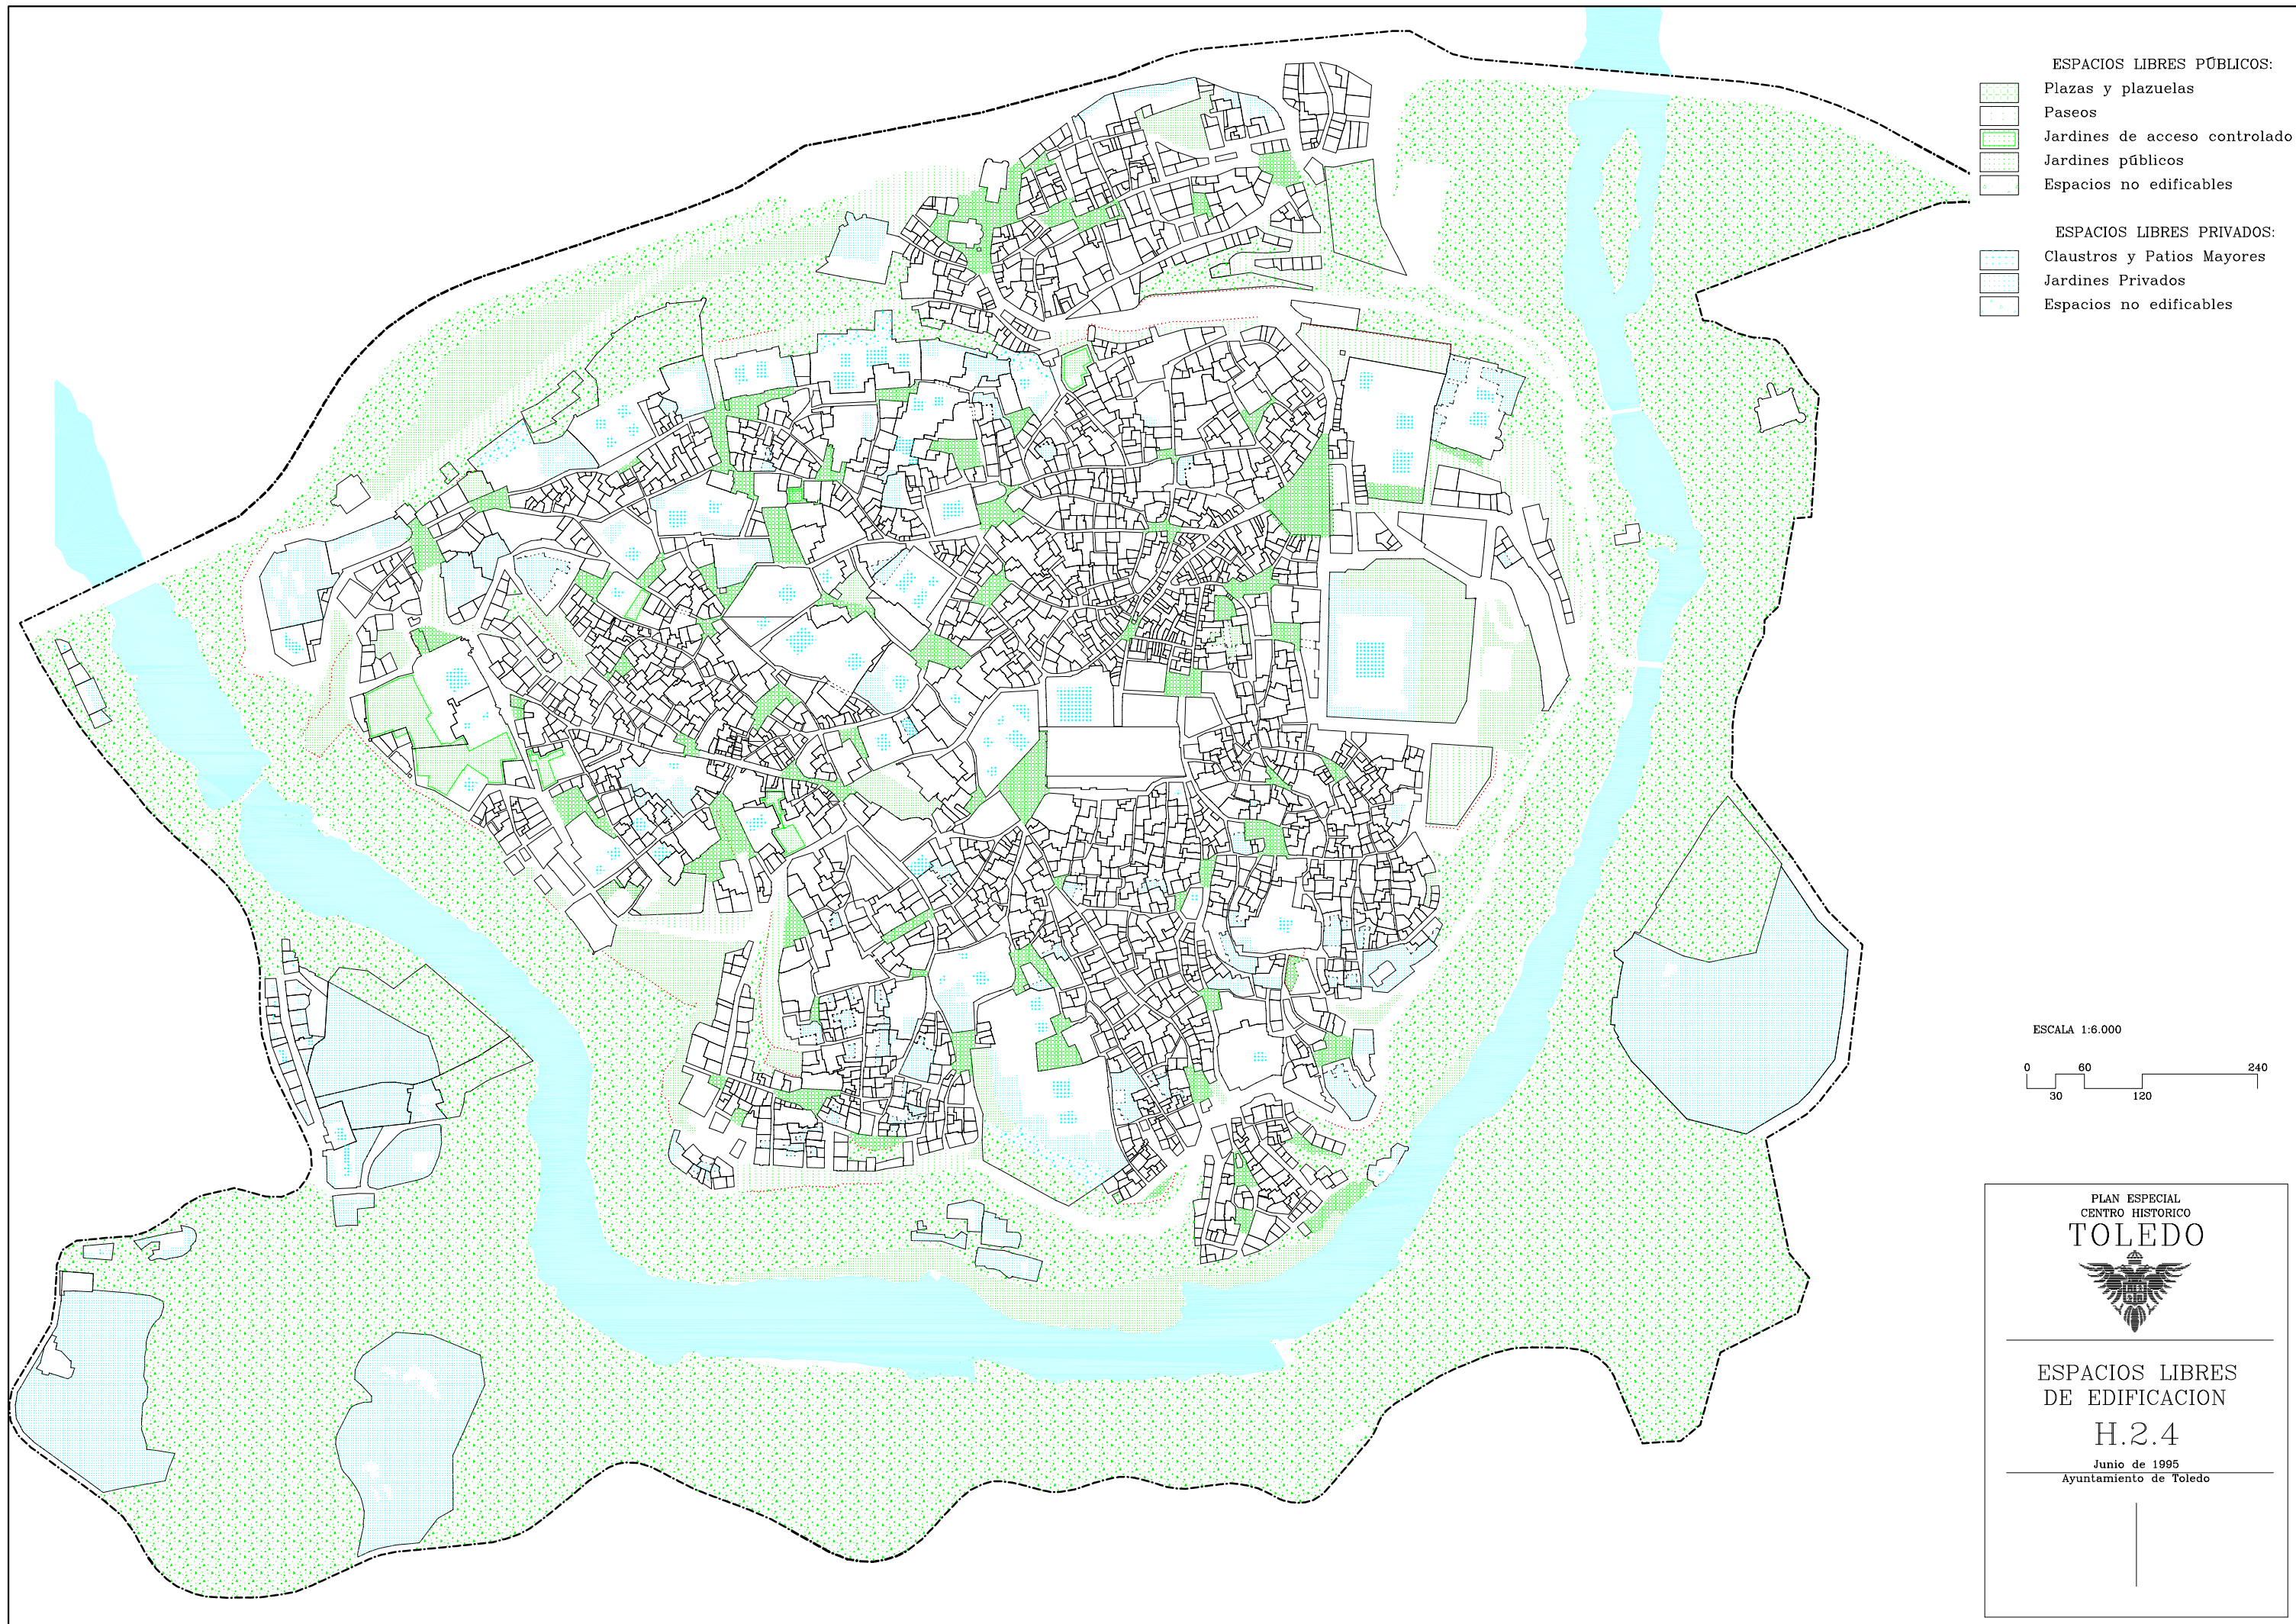 ESPACIOS LIBRES PÚBLICOS:
Plazas y plazuelas
Paseos
Jardines de acceso controlado
Jardines públicos
Espacios no edificables
ESPACIOS LIBRES PRIVADOS:
Claustros y Patios Mayores
Jardines Privados
Espacios no edificables
ESCALA 1:6.000
0 60 240
30 120
PLAN ESPECIAL
CENTRO HISTORICO
TOLEDO
ESPACIOS LIBRES
DE EDIFICACION
H.2.4
Junio de 1995
Ayuntamiento de Toledo